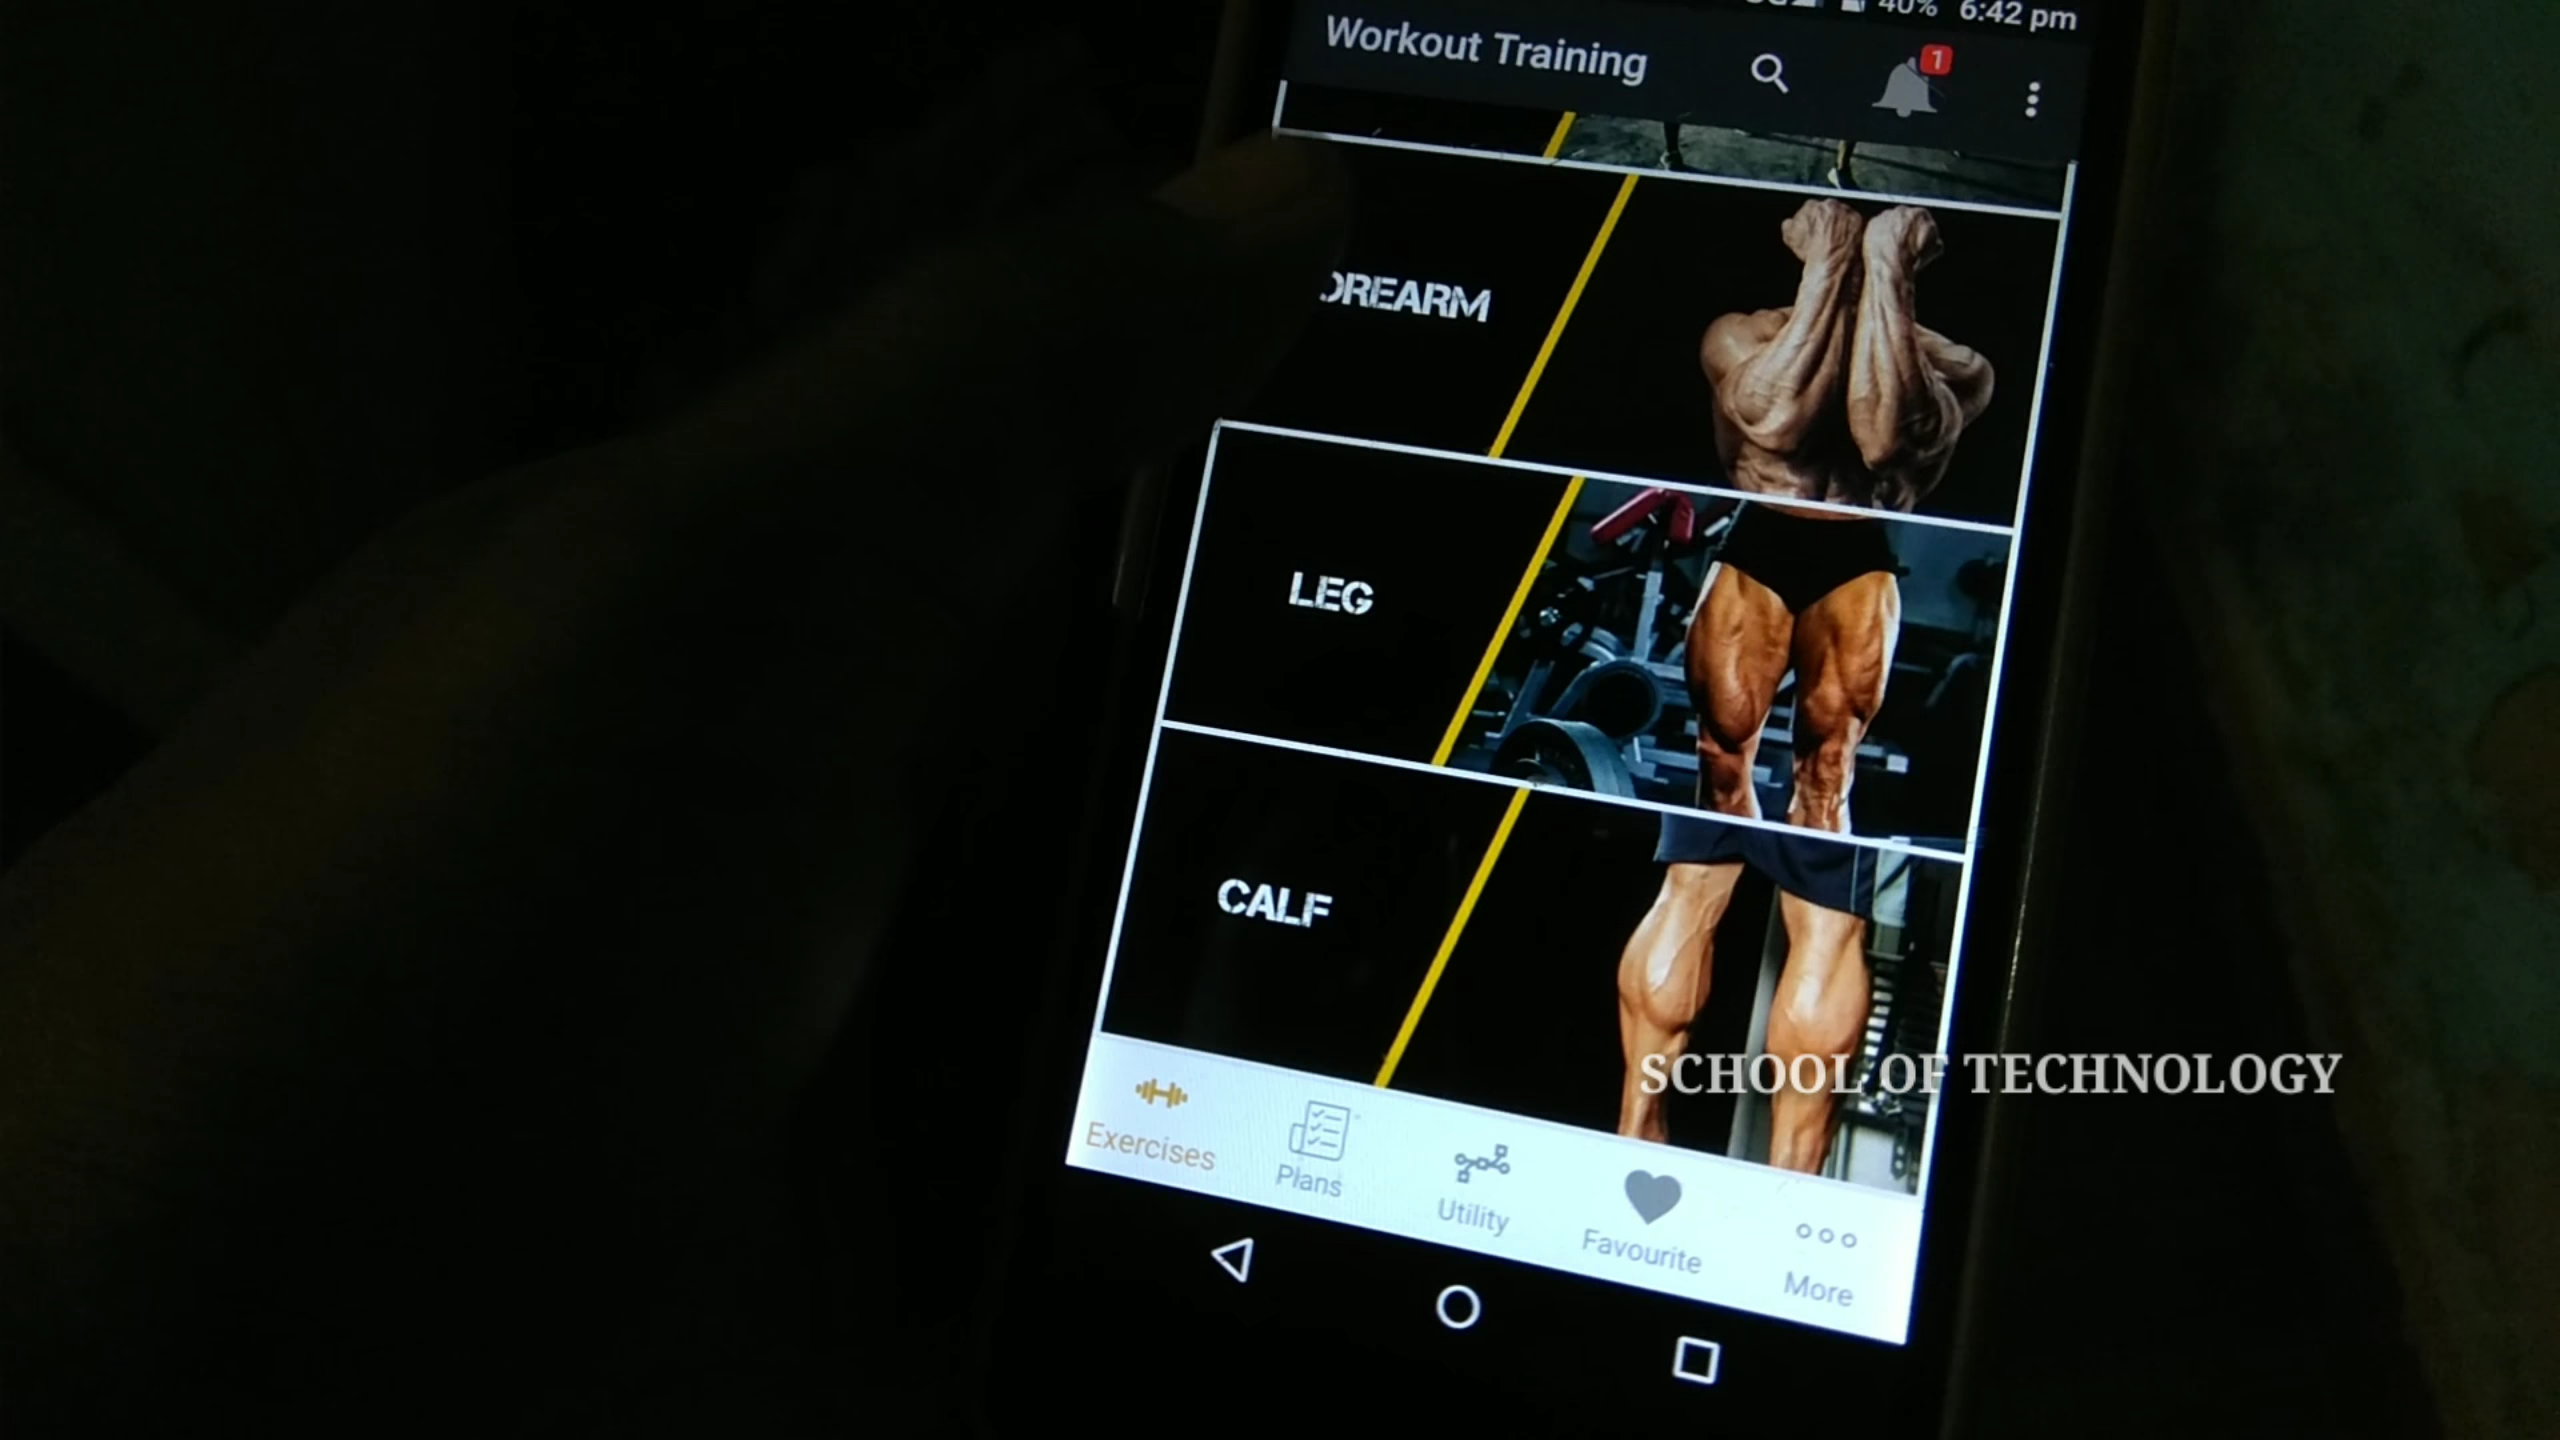 40% 6:42 pm
Workout Training
1
OREARM
LEG
CALF
SCHOOL OF TECHNOLOGY
Exercises
Plans
Utility
Favourite
More